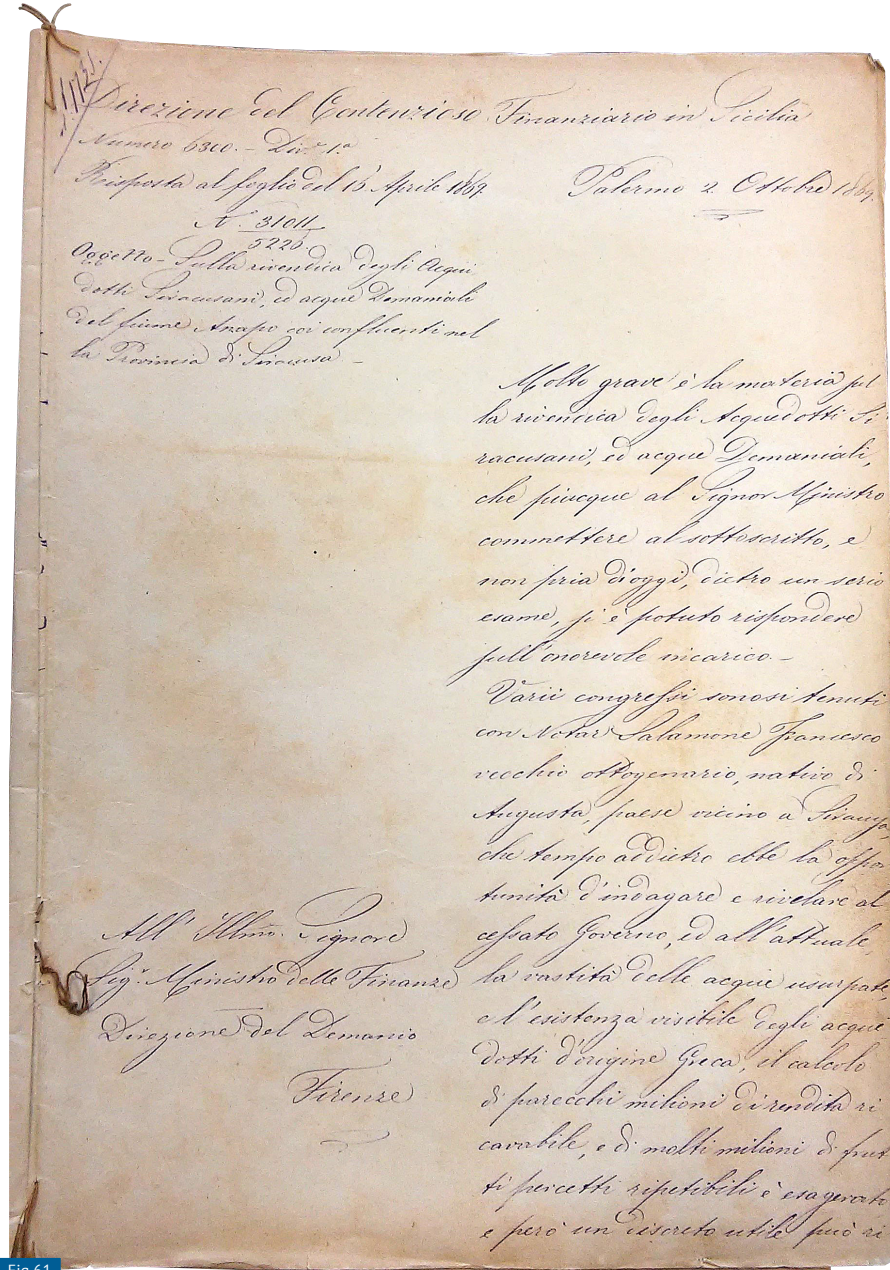 Direzione del Contenzioso Finanziario in Sicilia
Numero 6300. - Div.e 1.a
Risposta al foglio del 15 Aprile 1869
Palermo 2 Ottobre 1869.
N.° 31011
5220.
Oggetto - Sulla rivendica degli Acqui
dotti Siracusani, ed acque Demaniali
del fiume Anapo coi confluenti nel
la Provincia di Siracusa -
Molto grave è la materia sul
la rivendica degli Acquedotti Si
racusani, ed acque Demaniali,
che piacque al Signor Ministro
commettere al sottoscritto, e
non pria d'oggi, dietro un serio
esame, si è potuto rispondere
sull'onorevole incarico. -
Varii congressi sonosi tenuti
con Notar Salamone Francesco
vecchio ottogenario, nativo di
Augusta, paese vicino a Siracusa,
che tempo addietro ebbe la oppor
tunità d'indagare e rivelare al
cessato Governo, ed all'attuale,
la vastità delle acque usurpate,
e l'esistenza visibile degli acque
dotti d'origine Greca, il calcolo
di parecchi milioni di rendita ri
cavabile, e di molti milioni di frut
ti percetti ripetibili è esagerato
e però un discreto utile può ri
All' Illmo. Signore
Sig.r Ministro delle Finanze
Direzione del Demanio
Firenze
Fig 61